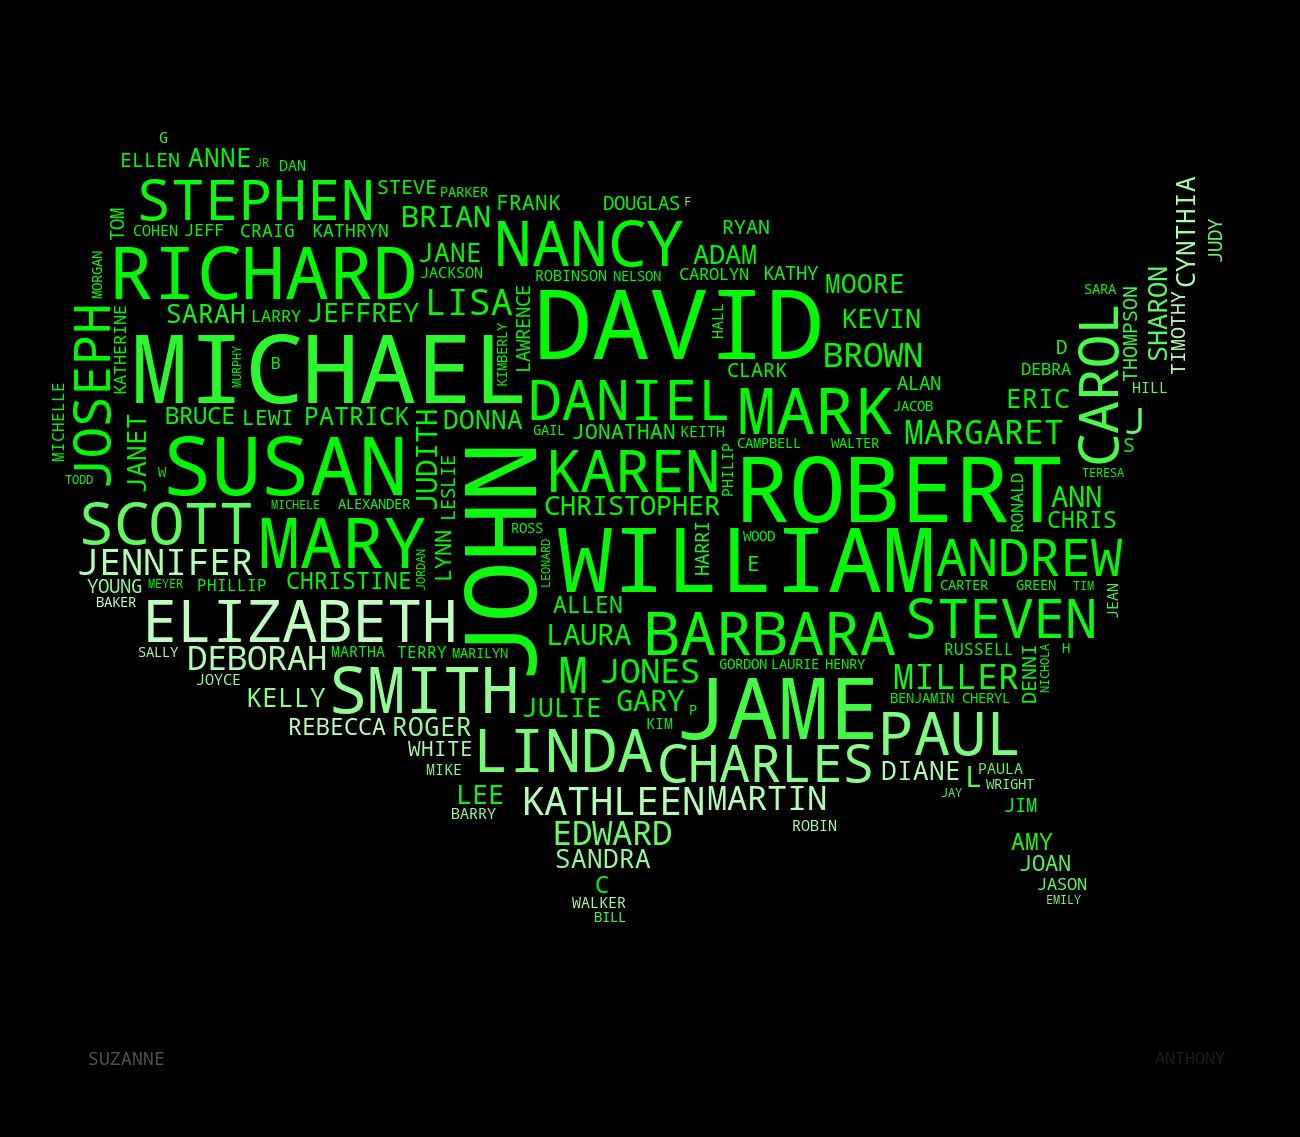 G
ELLEN
ANNE
JR
DAN
STEPHEN
STEVE
PARKER
FRANK
DOUGLAS
F
CYNTHIA
JUDY
TOM
COHEN
JEFF
CRAIG
KATHRYN
BRIAN
NANCY
RYAN
MORGAN
RICHARD
JANE
JACKSON
ROBINSON
NELSON
ADAM
CAROLYN
KATHY
MOORE
SARA
THOMPSON
SHARON
TIMOTHY
JOSEPH
KATHERINE
SARAH
LARRY
JEFFREY
LISA
LAWRENCE
DAVID
HALL
KEVIN
CAROL
MICHAEL
MURPHY
B
KIMBERLY
BROWN
CLARK
D
DEBRA
HILL
MICHELLE
JANET
BRUCE
LEWI
PATRICK
JUDITH
DONNA
DANIEL
GAIL
JONATHAN
KEITH
MARK
ALAN
JACOB
ERIC
J
CAMPBELL
WALTER
MARGARET
S
TODD
W
SUSAN
LESLIE
JOHN
KAREN
PHILIP
ROBERT
RONALD
TERESA
ANN
MICHELE
ALEXANDER
CHRISTOPHER
CHRIS
SCOTT
MARY
LYNN
ROSS
WILLIAM
HARRI
WOOD
E
ANDREW
JENNIFER
YOUNG
MEYER
PHILLIP
CHRISTINE
JORDAN
LEONARD
CARTER
GREEN
TIM
JEAN
BAKER
ELIZABETH
ALLEN
BARBARA
STEVEN
SALLY
DEBORAH
MARTHA
TERRY
MARILYN
LAURA
GORDON
LAURIE
HENRY
RUSSELL
DENNI
NICHOLA
H
JOYCE
KELLY
SMITH
M
JONES
JAME
MILLER
BENJAMIN
CHERYL
JULIE
GARY
P
REBECCA
ROGER
KIM
PAUL
WHITE
LINDA
CHARLES
MIKE
DIANE
L
PAULA
WRIGHT
LEE
KATHLEEN
MARTIN
JAY
JIM
BARRY
EDWARD
ROBIN
AMY
SANDRA
JOAN
C
JASON
WALKER
EMILY
BILL
SUZANNE
ANTHONY